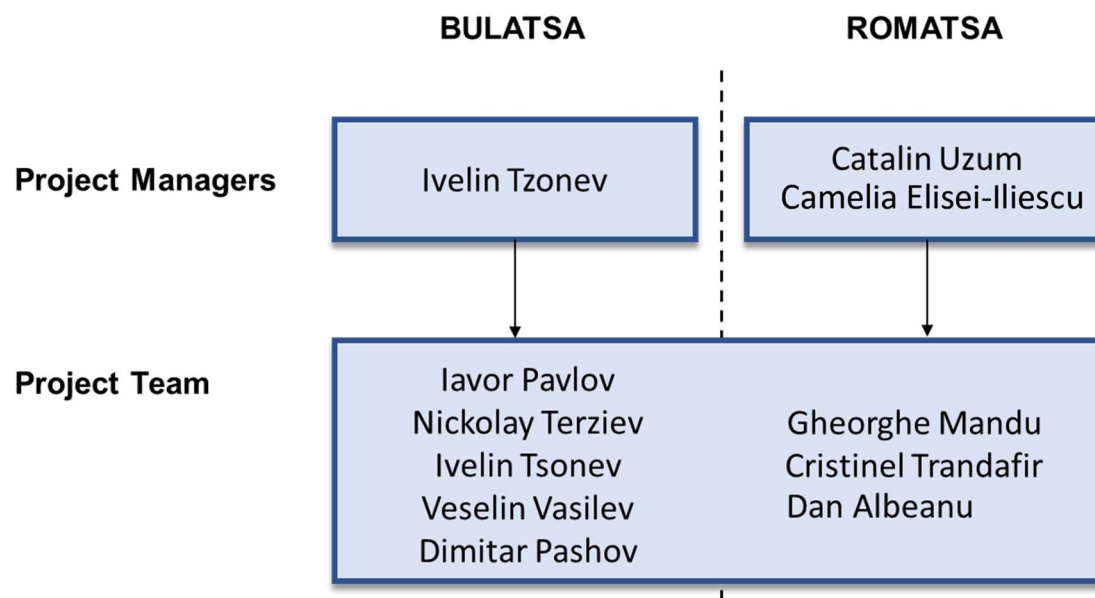 BULATSA
ROMATSA
Project Managers
Ivelin Tzonev
Catalin Uzum
Camelia Elisei-Iliescu
Project Team
Iavor Pavlov
Nickolay Terziev
Ivelin Tsonev
Veselin Vasilev
Dimitar Pashov
Gheorghe Mandu
Cristinel Trandafir
Dan Albeanu